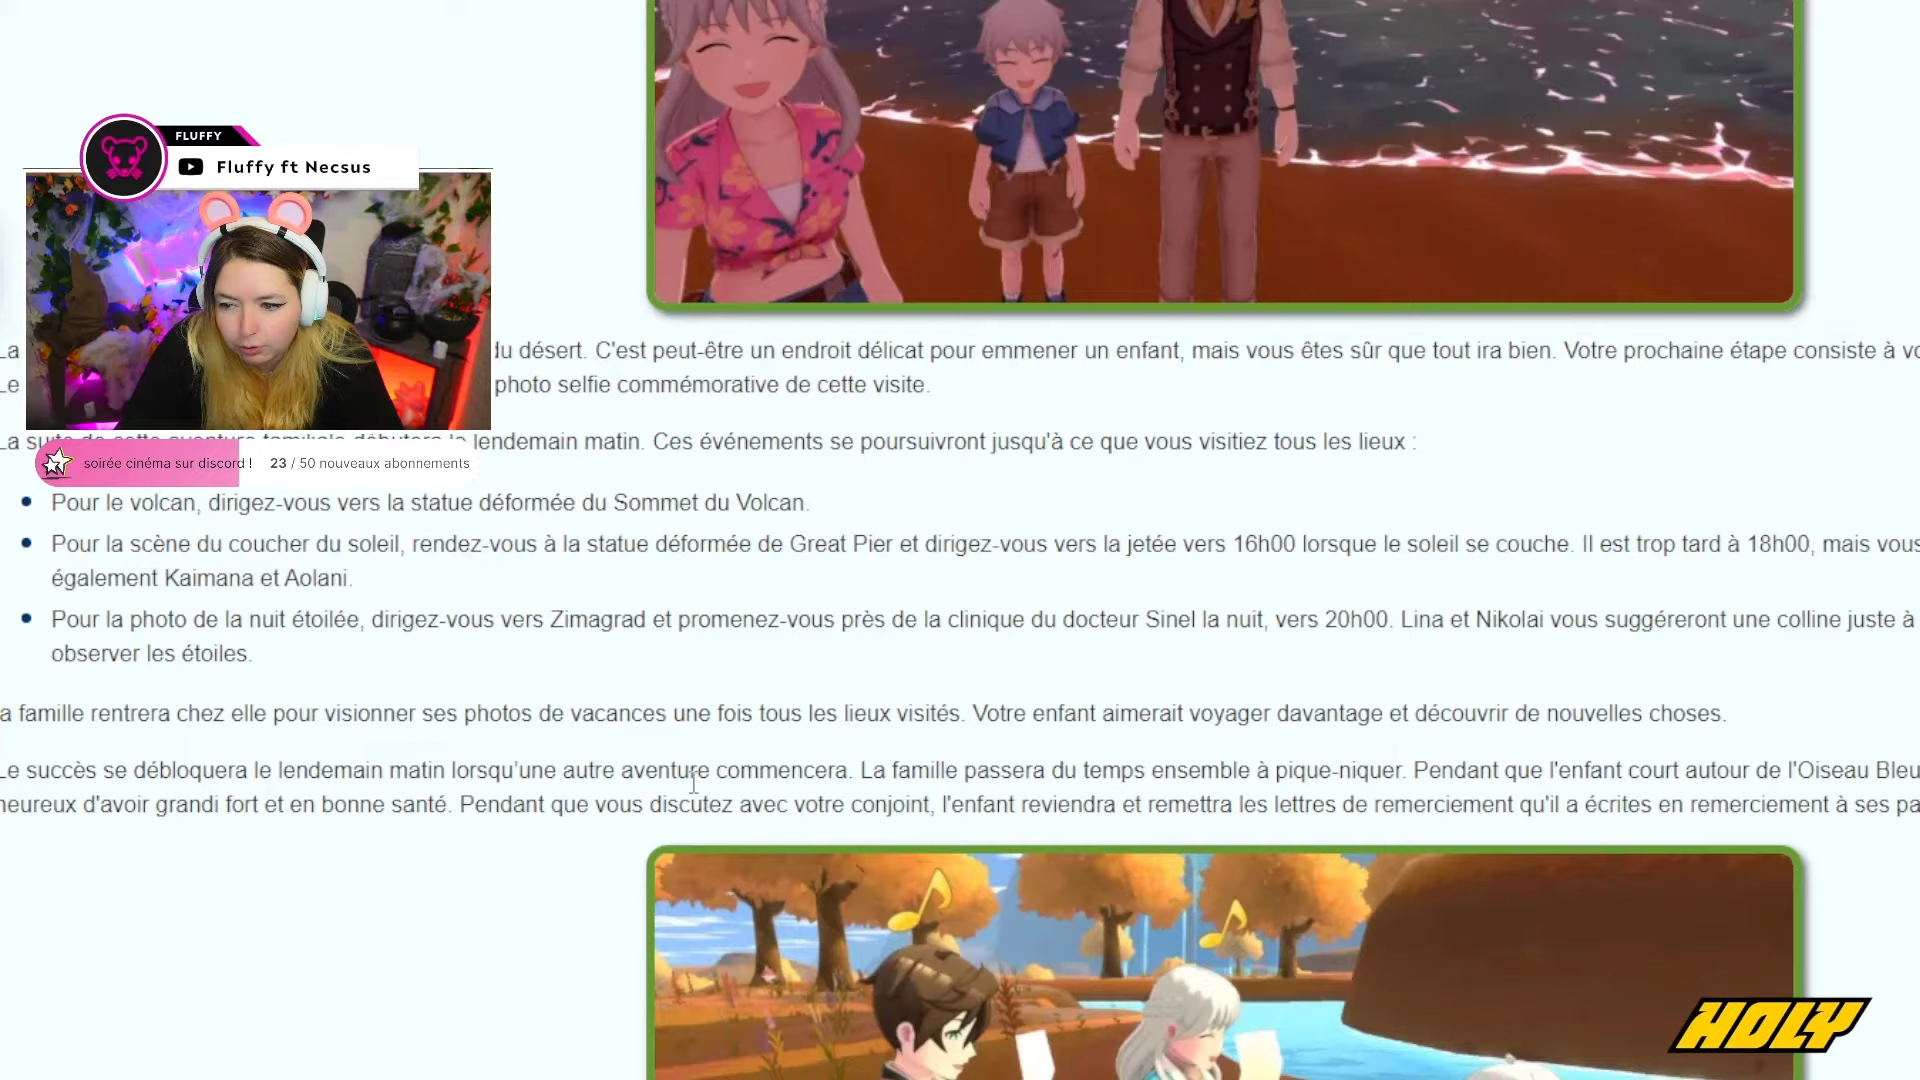 FLUFFY
Fluffy ft Necsus
La
du désert. C'est peut-être un endroit délicat pour emmener un enfant, mais vous êtes sûr que tout ira bien. Votre prochaine étape consiste à vo
Le
photo selfie commémorative de cette visite.
La suite de cette aventure familiale débutera le lendemain matin. Ces événements se poursuivront jusqu'à ce que vous visitiez tous les lieux :
soirée cinéma sur discord ! 23 / 50 nouveaux abonnements
Pour le volcan, dirigez-vous vers la statue déformée du Sommet du Volcan.
Pour la scène du coucher du soleil, rendez-vous à la statue déformée de Great Pier et dirigez-vous vers la jetée vers 16h00 lorsque le soleil se couche. Il est trop tard à 18h00, mais vous
également Kaimana et Aolani.
Pour la photo de la nuit étoilée, dirigez-vous vers Zimagrad et promenez-vous près de la clinique du docteur Sinel la nuit, vers 20h00. Lina et Nikolai vous suggéreront une colline juste à
observer les étoiles.
a famille rentrera chez elle pour visionner ses photos de vacances une fois tous les lieux visités. Votre enfant aimerait voyager davantage et découvrir de nouvelles choses.
Le succès se débloquera le lendemain matin lorsqu'une autre aventure commencera. La famille passera du temps ensemble à pique-niquer. Pendant que l'enfant court autour de l'Oiseau Bleu
heureux d'avoir grandi fort et en bonne santé. Pendant que vous discutez avec votre conjoint, l'enfant reviendra et remettra les lettres de remerciement qu'il a écrites en remerciement à ses pa
HOLY